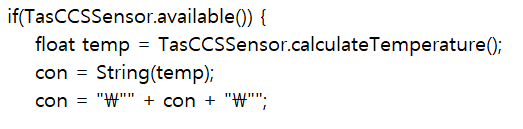 if(TasCCSSensor.available()) {
float temp = TasCCSSensor.calculateTemperature();
con = String(temp);
con = "₩"" + con + "₩"";